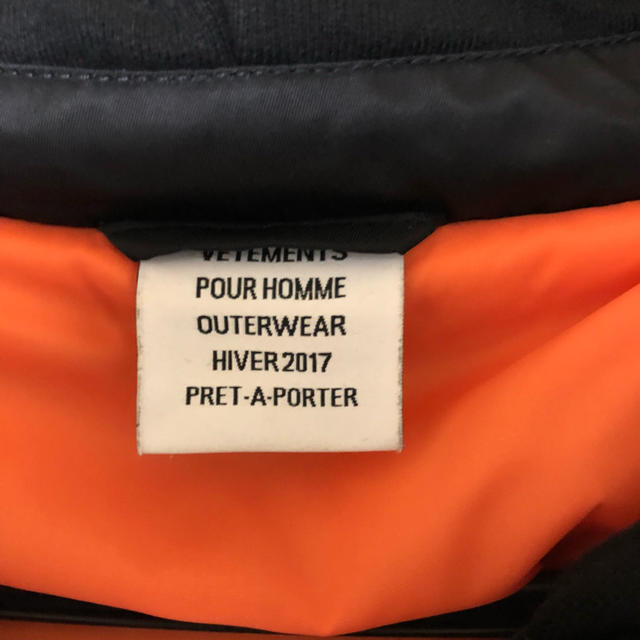 VETEMENTS
POUR HOMME
OUTERWEAR
HIVER 2017
PRET-A-PORTER